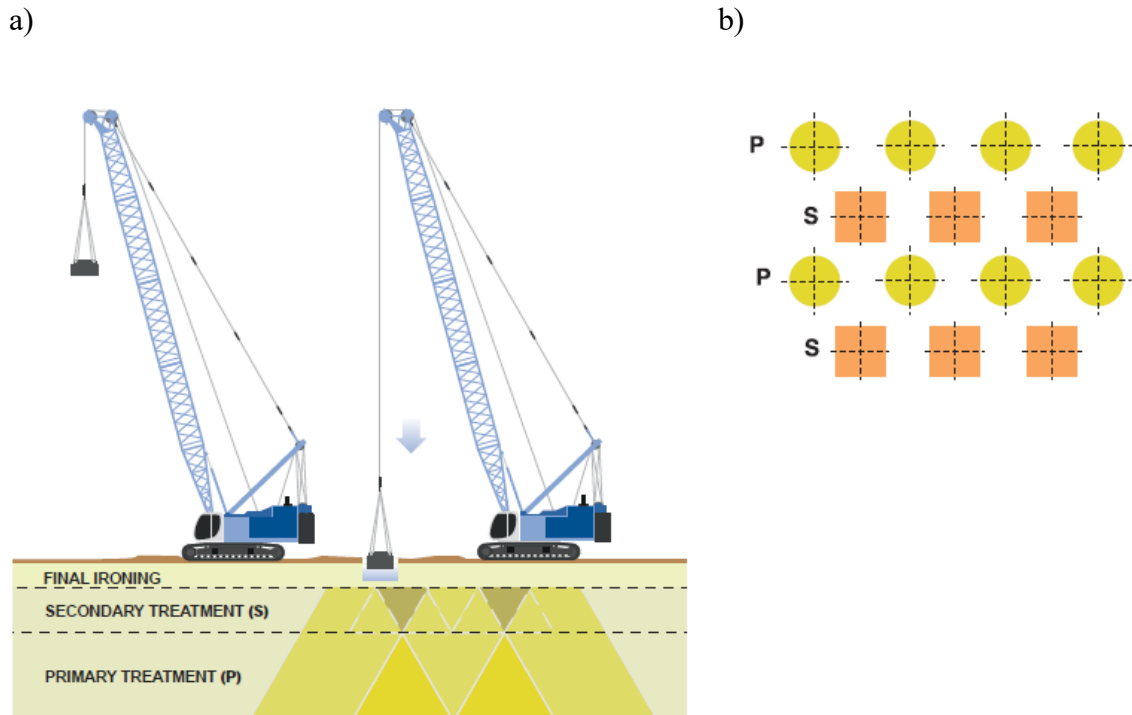 a)
b)
P
S
P
S
FINAL IRONING
SECONDARY TREATMENT (S)
PRIMARY TREATMENT (P)